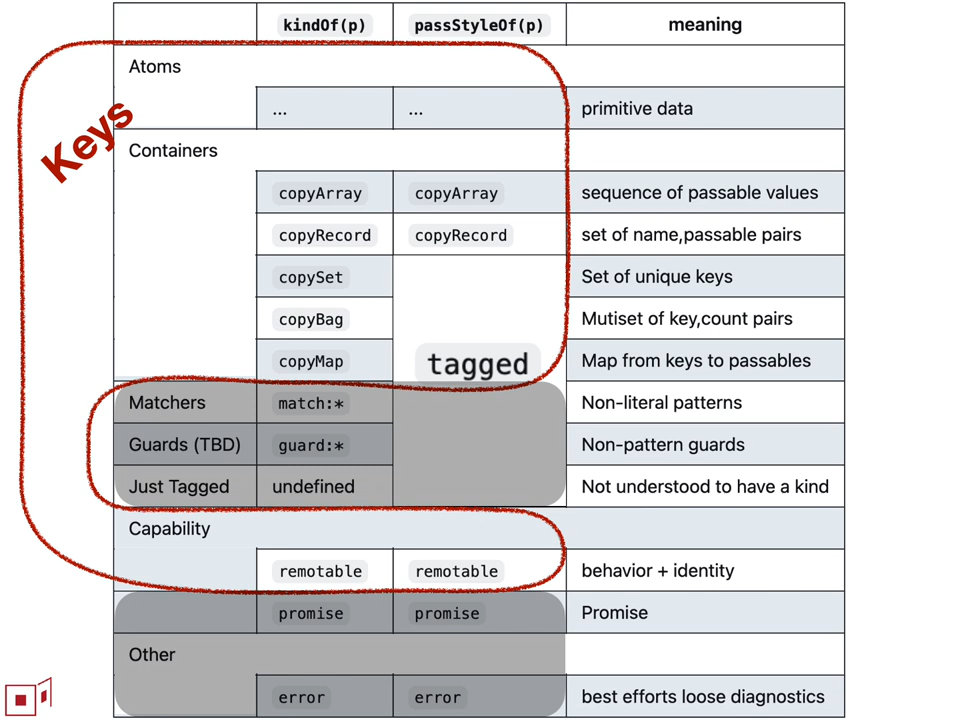 kindOf(p) passStyleOf(p) meaning
Atoms
Keys
... ... primitive data
Containers
copyArray copyArray sequence of passable values
copyRecord copyRecord set of name,passable pairs
copySet Set of unique keys
copyBag Mutiset of key,count pairs
copyMap tagged Map from keys to passables
Matchers match:* Non-literal patterns
Guards (TBD) guard:* Non-pattern guards
Just Tagged undefined Not understood to have a kind
Capability
remotable remotable behavior + identity
promise promise Promise
Other
error error best efforts loose diagnostics